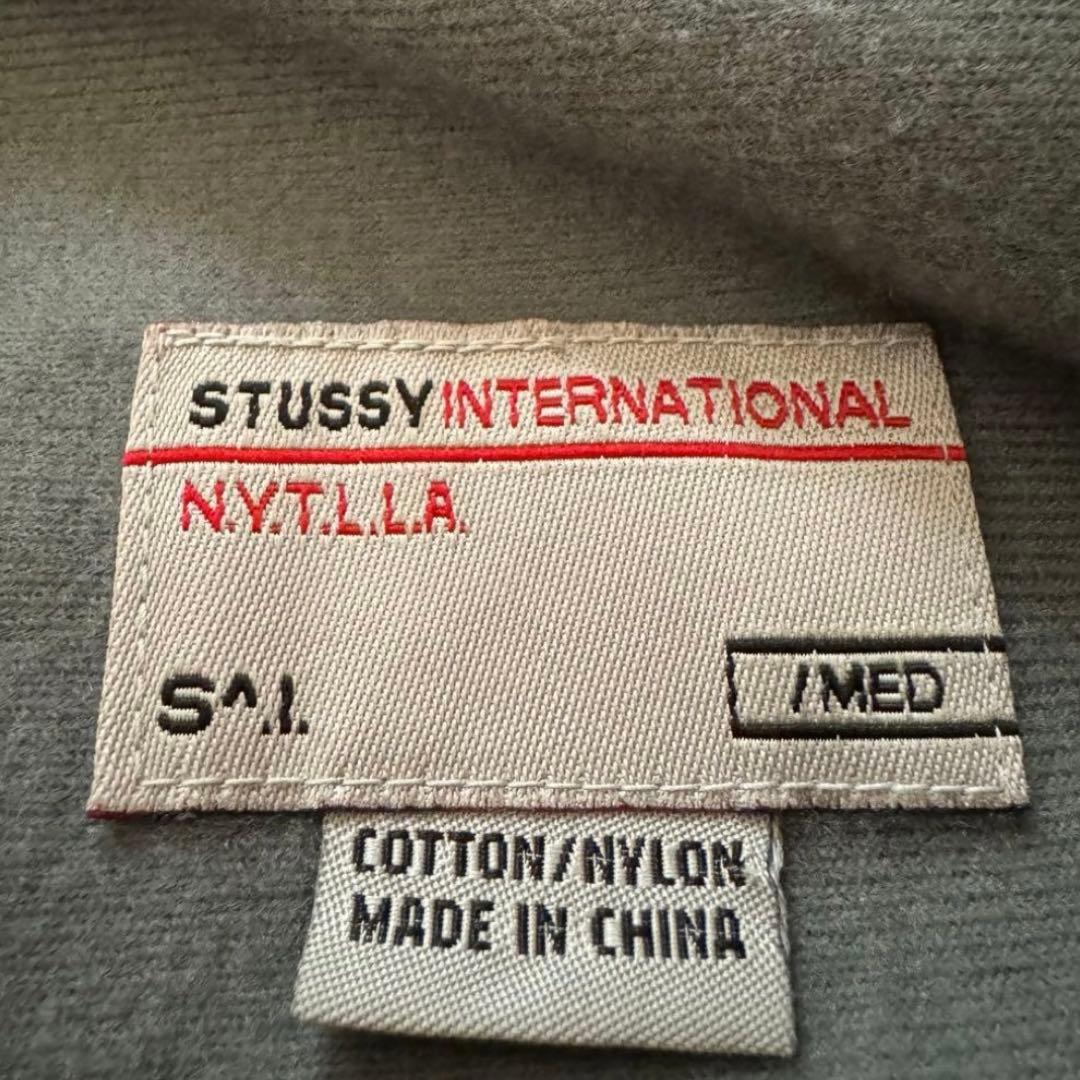 STUSSY INTERNATIONAL
N.Y.T.L.L.A.
S^.I.
/MED
COTTON/NYLON
MADE IN CHINA